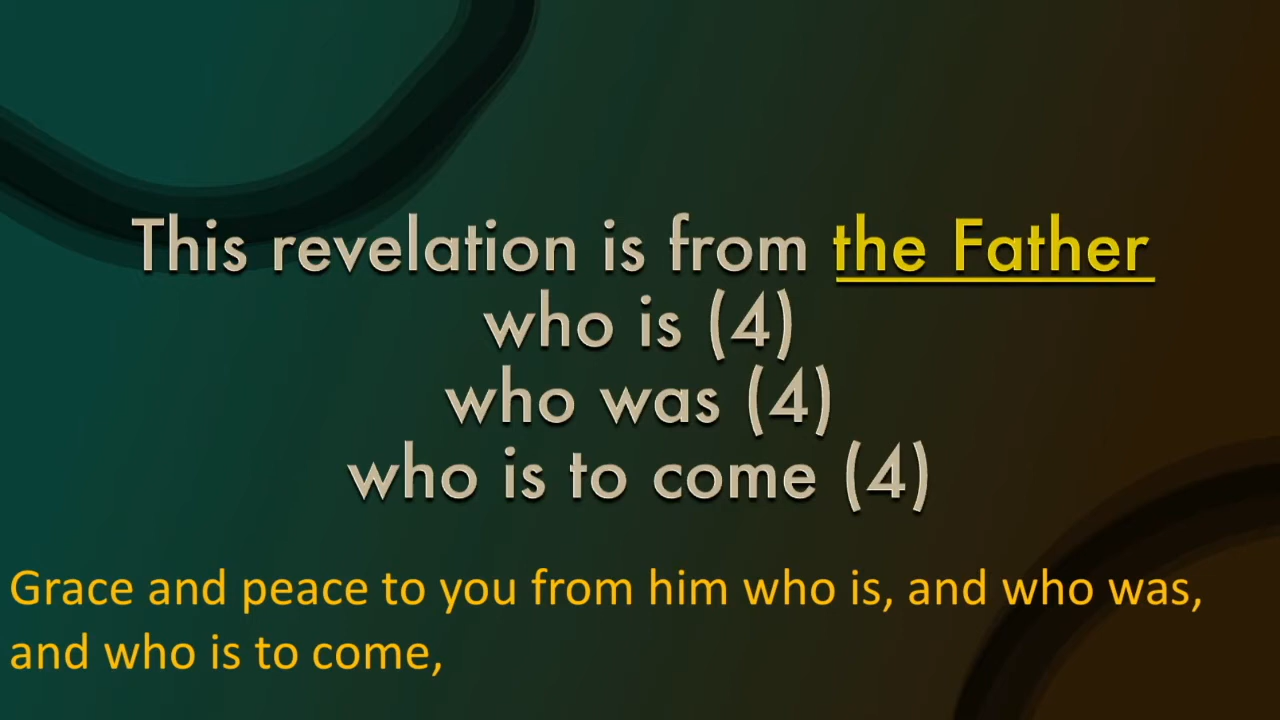 This revelation is from the Father
who is (4)
who was (4)
who is to come (4)
Grace and peace to you from him who is, and who was,
and who is to come,